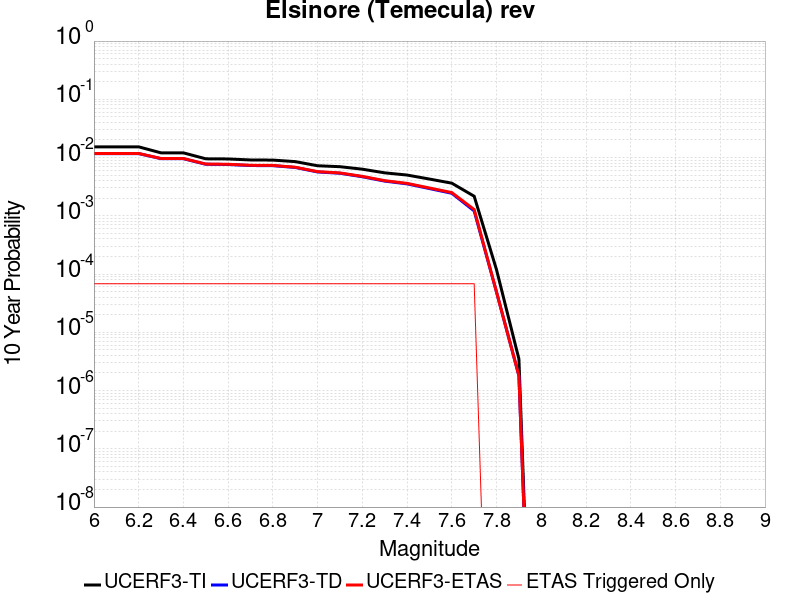 Elsinore (Temecula) rev
10 Year Probability
10^0
10^-1
10^-2
10^-3
10^-4
10^-5
10^-6
10^-7
10^-8
6 6.2 6.4 6.6 6.8 7 7.2 7.4 7.6 7.8 8 8.2 8.4 8.6 8.8 9
Magnitude
UCERF3-TI UCERF3-TD UCERF3-ETAS ETAS Triggered Only